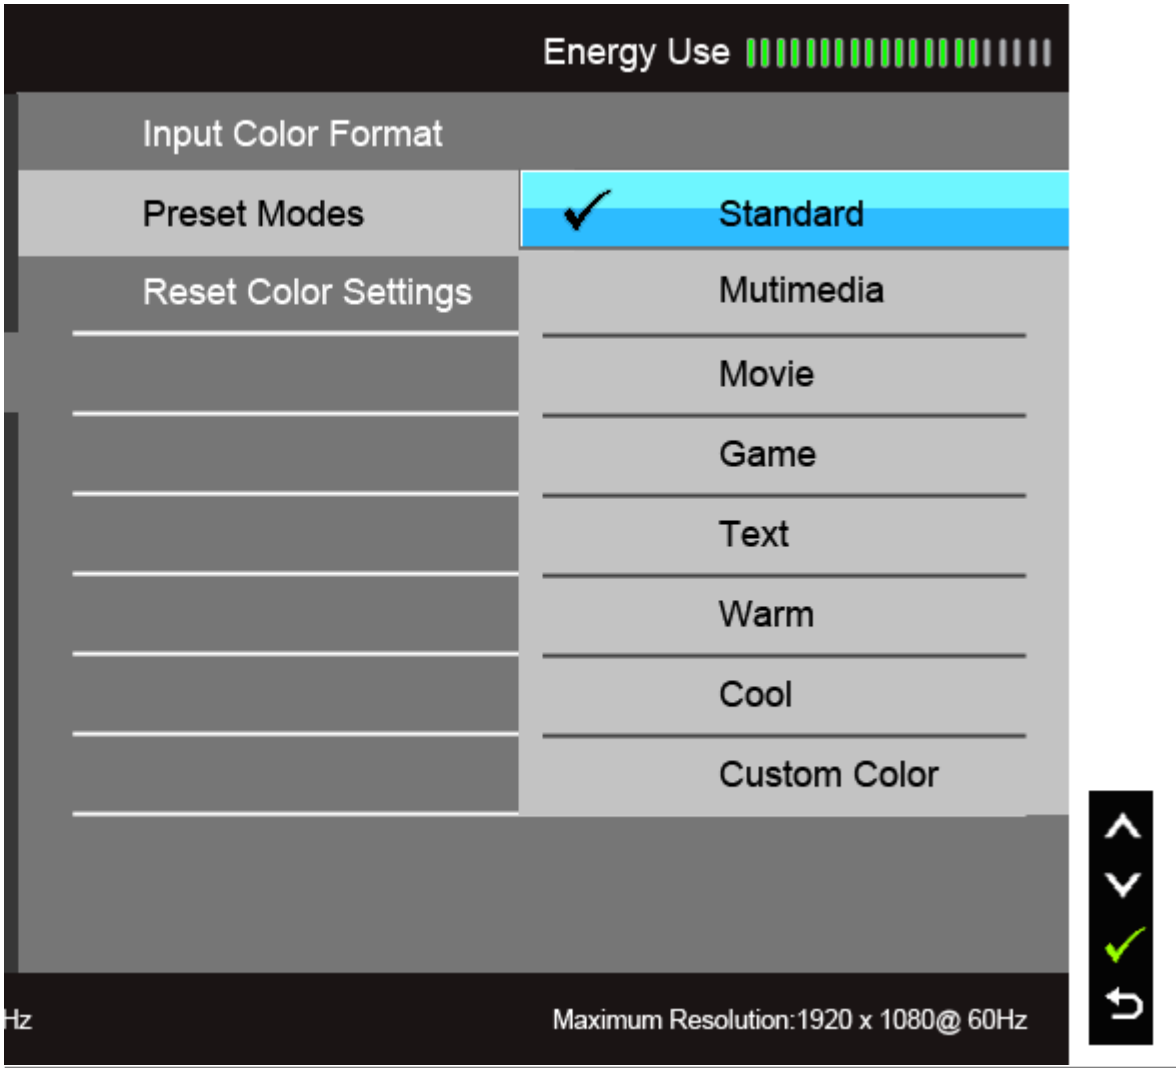 Energy Use
Input Color Format
Preset Modes
Standard
Reset Color Settings
Mutimedia
Movie
Game
Text
Warm
Cool
Custom Color
Hz
Maximum Resolution:1920 x 1080@ 60Hz